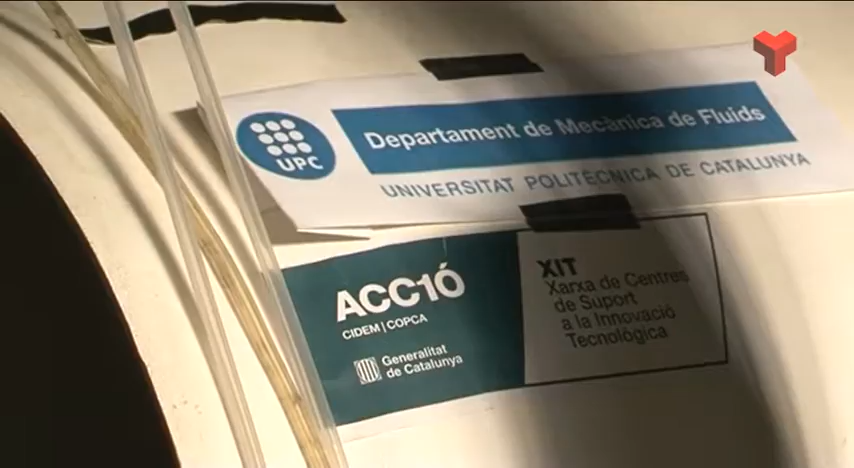 UPC
Departament de Mecànica de Fluids
UNIVERSITAT POLITÈCNICA DE CATALUNYA
ACC1Ó
CIDEM | COPCA
Generalitat
de Catalunya
XIT
Xarxa de Centres
de Suport
a la Innovació
Tecnològica